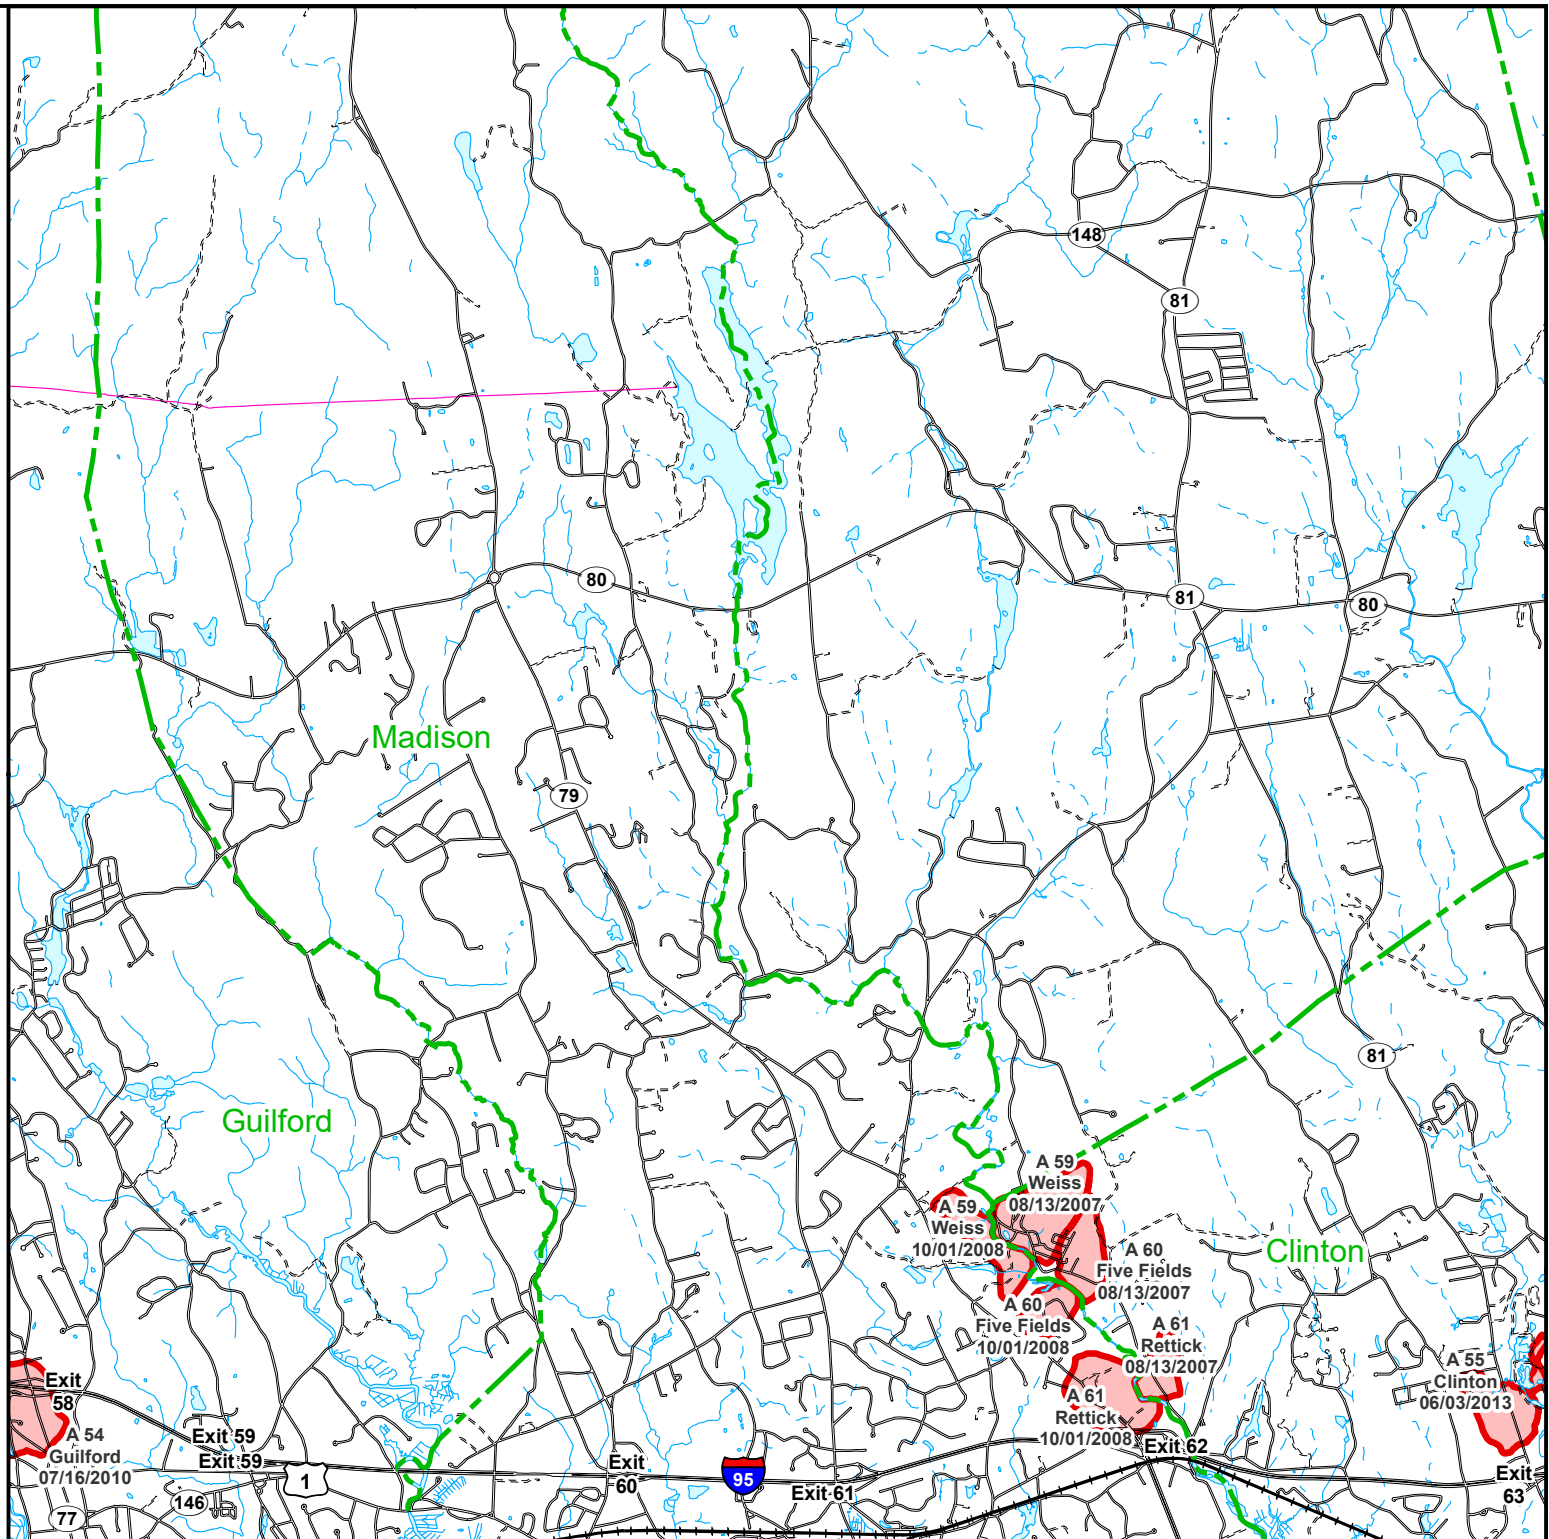 148
81
80
81
80
Madison
79
81
Guilford
A 59
Weiss
08/13/2007
A 59
Weiss
10/01/2008
A 60
Five Fields
08/13/2007
Clinton
A 60
Five Fields
10/01/2008
A 61
Rettick
08/13/2007
A 61
Rettick
10/01/2008
A 55
Clinton
06/03/2013
Exit
58
A 54
Guilford
07/16/2010
Exit 59
Exit 59
1
146
77
Exit
60
95
Exit 61
Exit 62
Exit
63